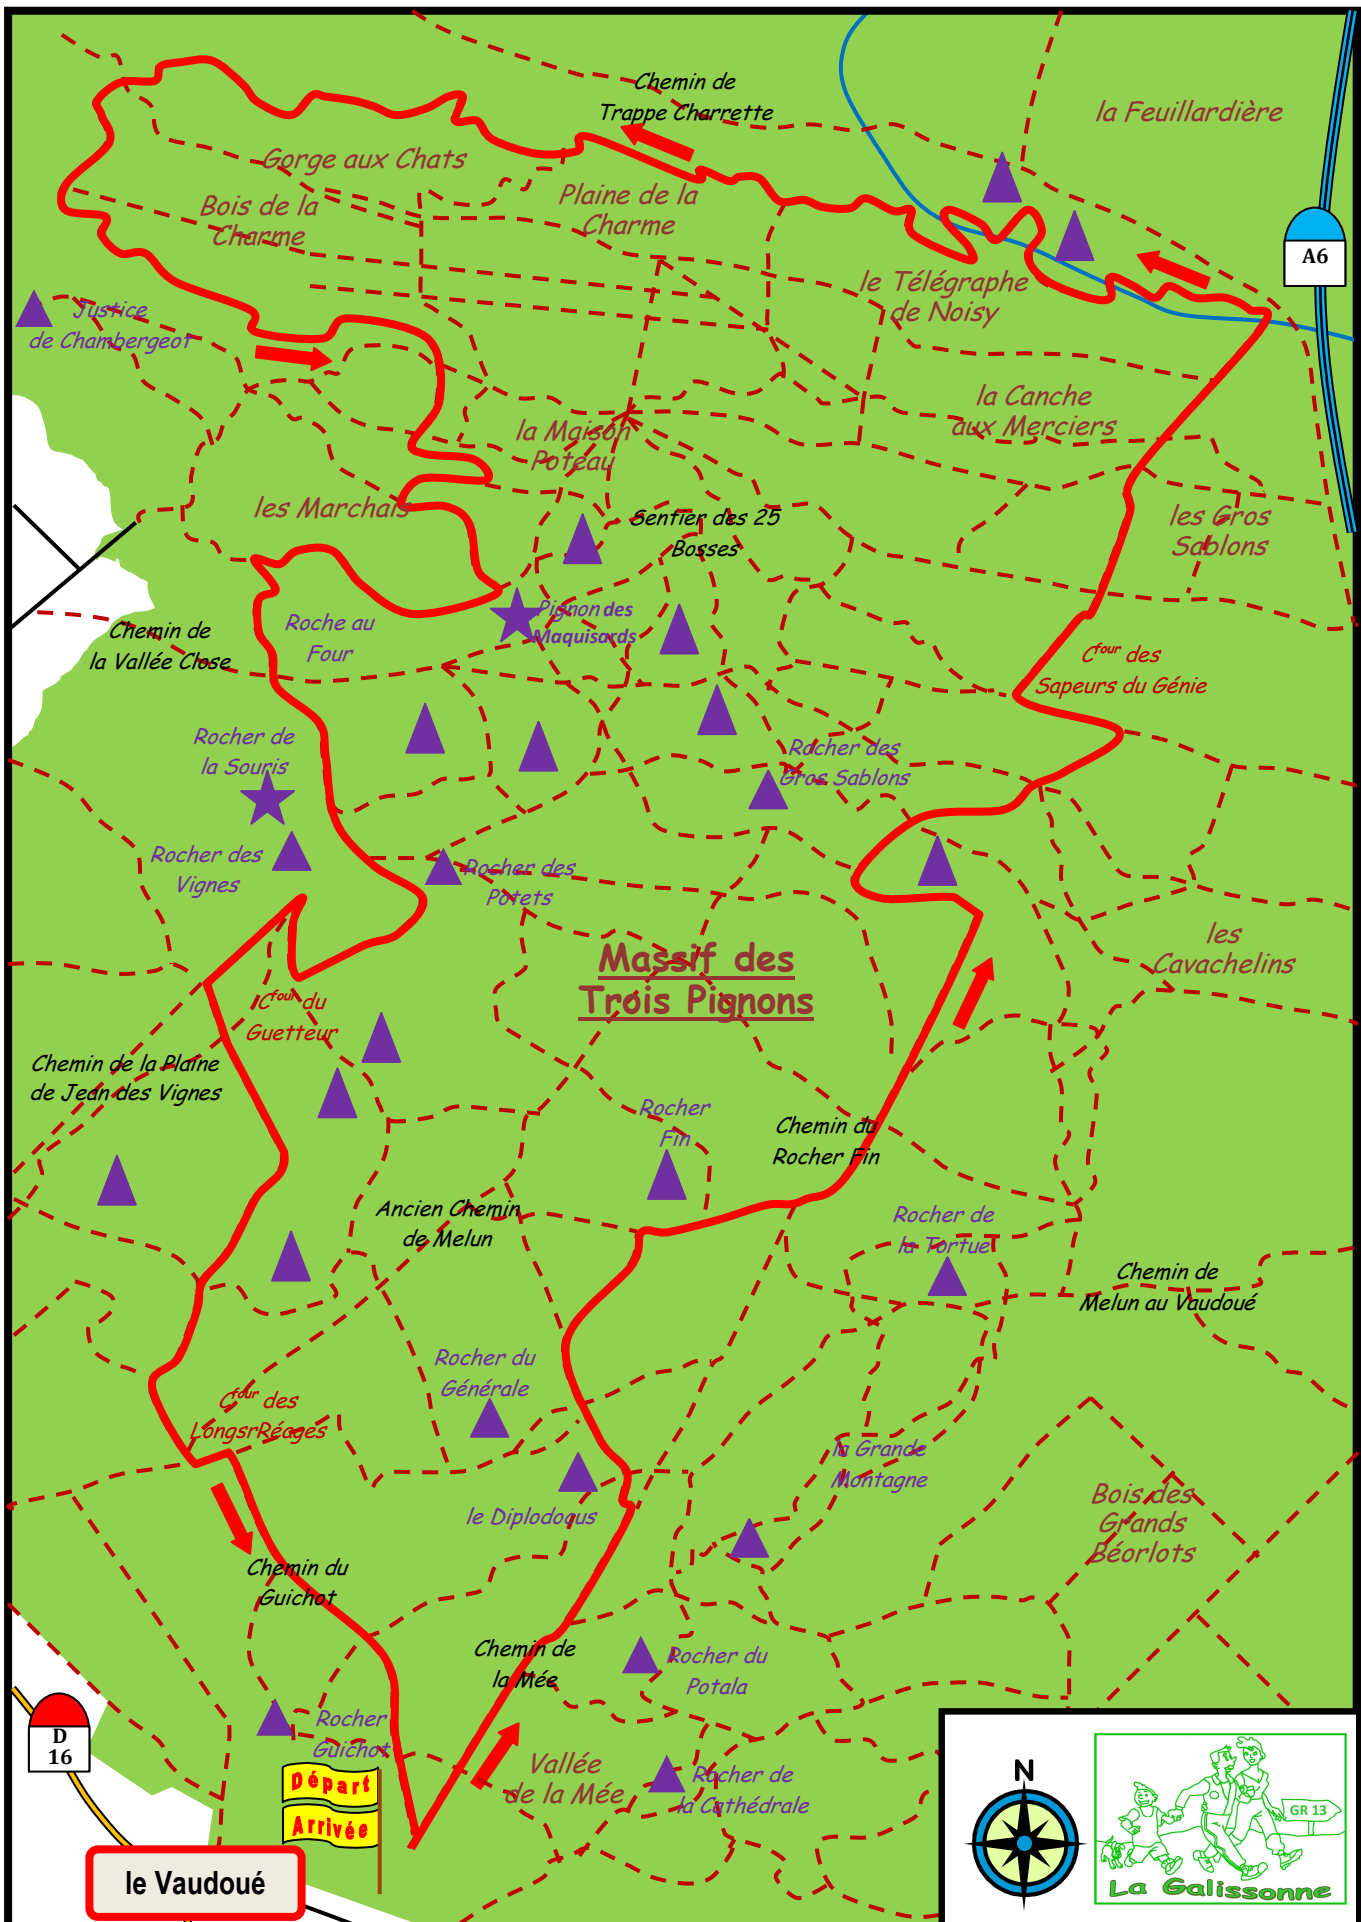 Chemin de
Trappe Charrette
la Feuillardière
Gorge aux Chats
Plaine de la
Charme
Bois de la
Charme
A6
le Télégraphe
de Noisy
Justice
de Chambergeot
la Canche
aux Merciers
la Maison
Poteau
les Marchais
Sentier des 25
Bosses
les Gros
Sablons
Pignon des
Maquisards
Roche au
Four
Chemin de
la Vallée Close
Cfour des
Sapeurs du Génie
Rocher de
la Souris
Rocher des
Gros Sablons
Rocher des
Vignes
Rocher des
Potets
les
Cavachelins
Massif des
Trois Pignons
Cfour du
Guetteur
Chemin de la Plaine
de Jean des Vignes
Rocher
Fin
Chemin du
Rocher Fin
Ancien Chemin
de Melun
Rocher de
la Tortue
Chemin de
Melun au Vaudoué
Rocher du
Générale
Cfour des
LongsrRéages
la Grande
Montagne
le Diplodocus
Bois des
Grands
Béorlots
Chemin du
Guichot
Chemin de
la Mée
Rocher du
Potala
Rocher
Guichot
D
16
Vallée
de la Mée
Rocher de
la Cathédrale
Départ
Arrivée
le Vaudoué
N
GR 13
La Galissonne